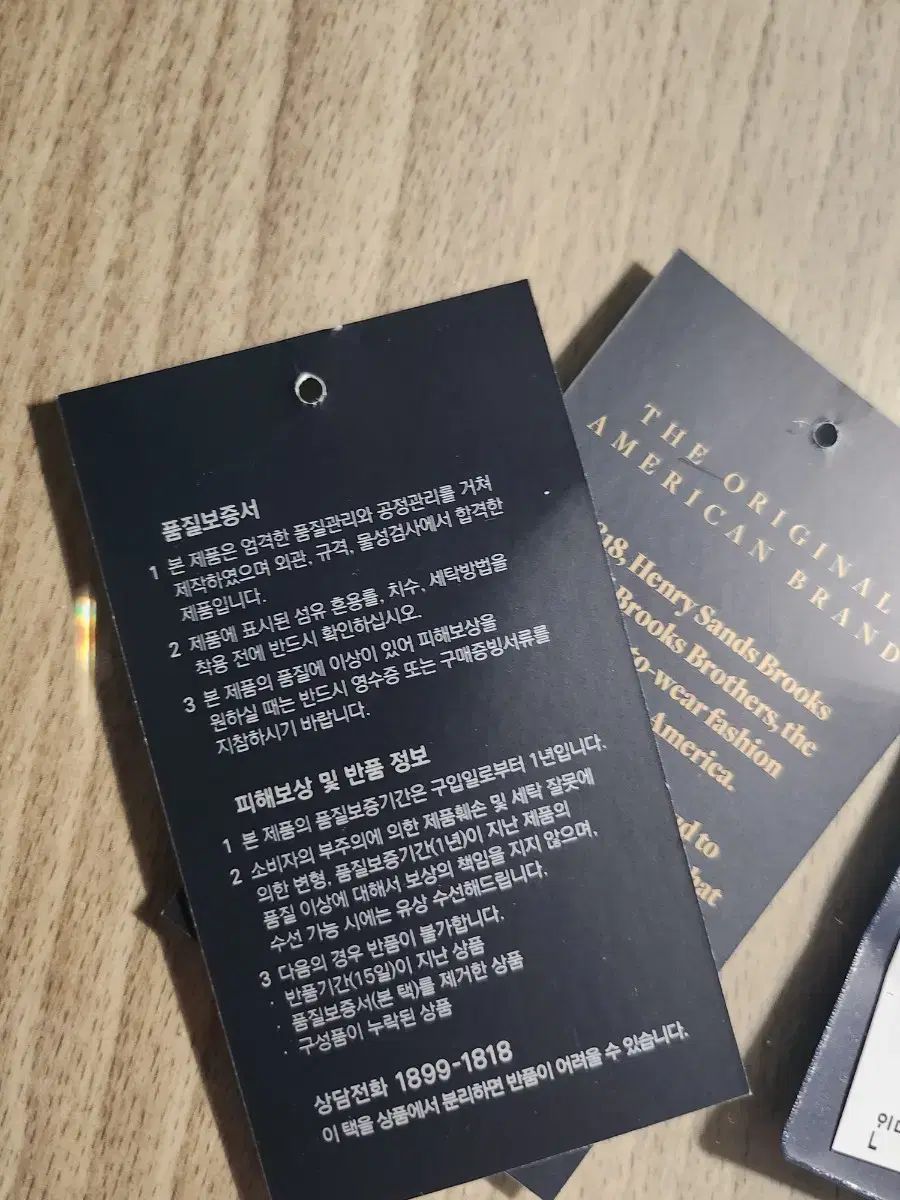 품질보증서
1 본 제품은 엄격한 품질관리와 공정관리를 거쳐
제작하였으며 외관, 규격, 물성검사에서 합격한
제품입니다.
2 제품에 표시된 섬유 혼용률, 치수, 세탁방법을
착용 전에 반드시 확인하십시오.
3 본 제품의 품질에 이상이 있어 피해보상을
원하실 때는 반드시 영수증 또는 구매증빙서류를
지참하시기 바랍니다.
피해보상 및 반품 정보
1 본 제품의 품질보증기간은 구입일로부터 1년입니다.
2 소비자의 부주의에 의한 제품훼손 및 세탁 잘못에
의한 변형, 품질보증기간(1년)이 지난 제품의
품질 이상에 대해서 보상의 책임을 지지 않으며,
수선 가능 시에는 유상 수선해드립니다.
3 다음의 경우 반품이 불가합니다.
· 반품기간(15일)이 지난 상품
· 품질보증서(본 택)를 제거한 상품
· 구성품이 누락된 상품
상담전화 1899-1818
이 택을 상품에서 분리하면 반품이 어려울 수 있습니다.
THE ORIGINAL
AMERICAN BRAND
18, Henry Sands Brooks
Brooks Brothers, the
to-wear fashion
America.
to
L